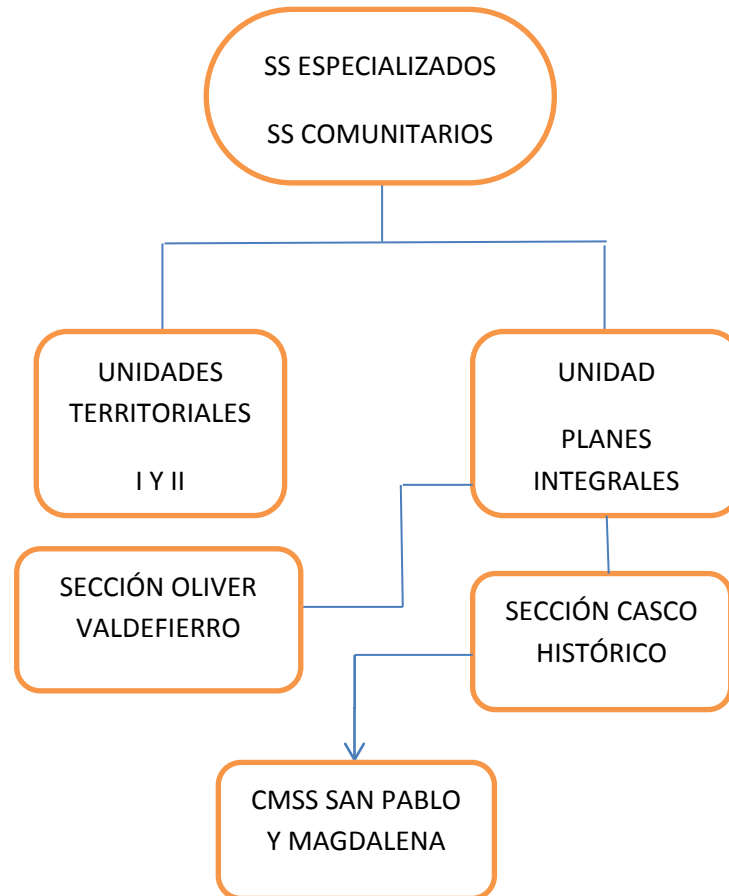 SS ESPECIALIZADOS
SS COMUNITARIOS
UNIDADES
TERRITORIALES
I Y II
UNIDAD
PLANES
INTEGRALES
SECCIÓN OLIVER
VALDEFIERRO
SECCIÓN CASCO
HISTÓRICO
CMSS SAN PABLO
Y MAGDALENA